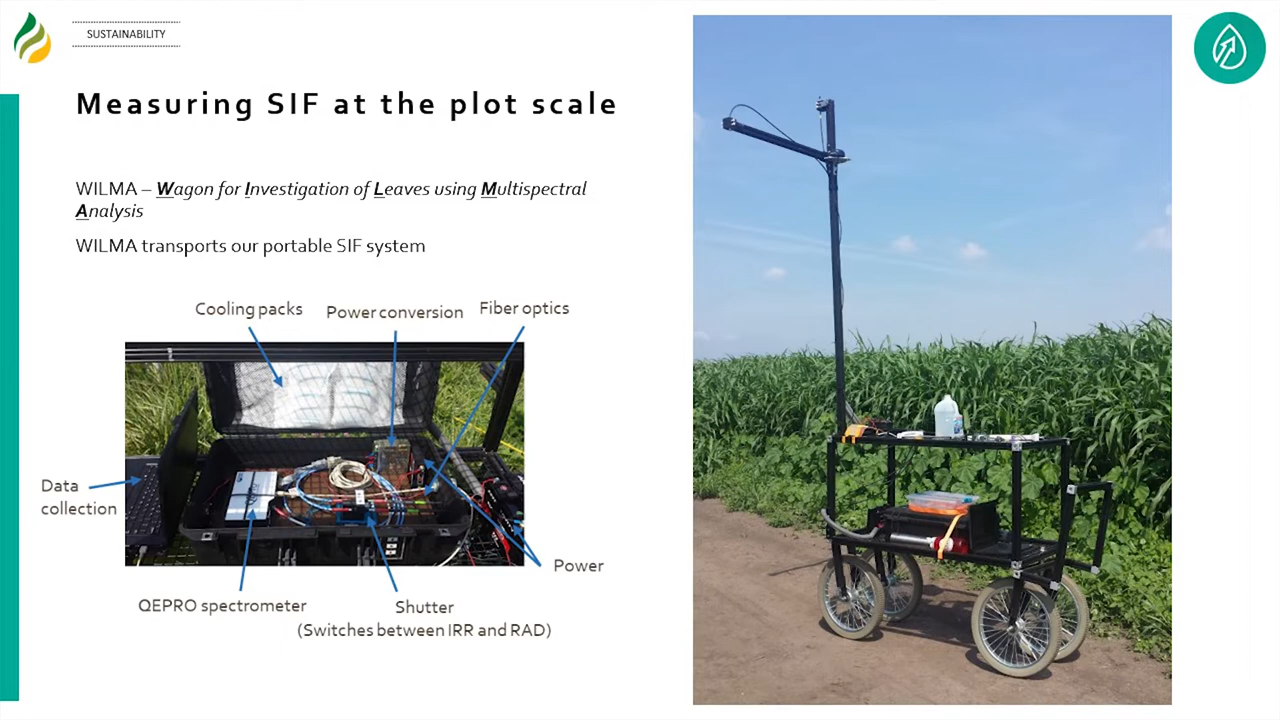 SUSTAINABILITY
Measuring SIF at the plot scale
WILMA – Wagon for Investigation of Leaves using Multispectral
Analysis
WILMA transports our portable SIF system
Cooling packs
Power conversion
Fiber optics
Data
collection
Power
QEPRO spectrometer
Shutter
(Switches between IRR and RAD)